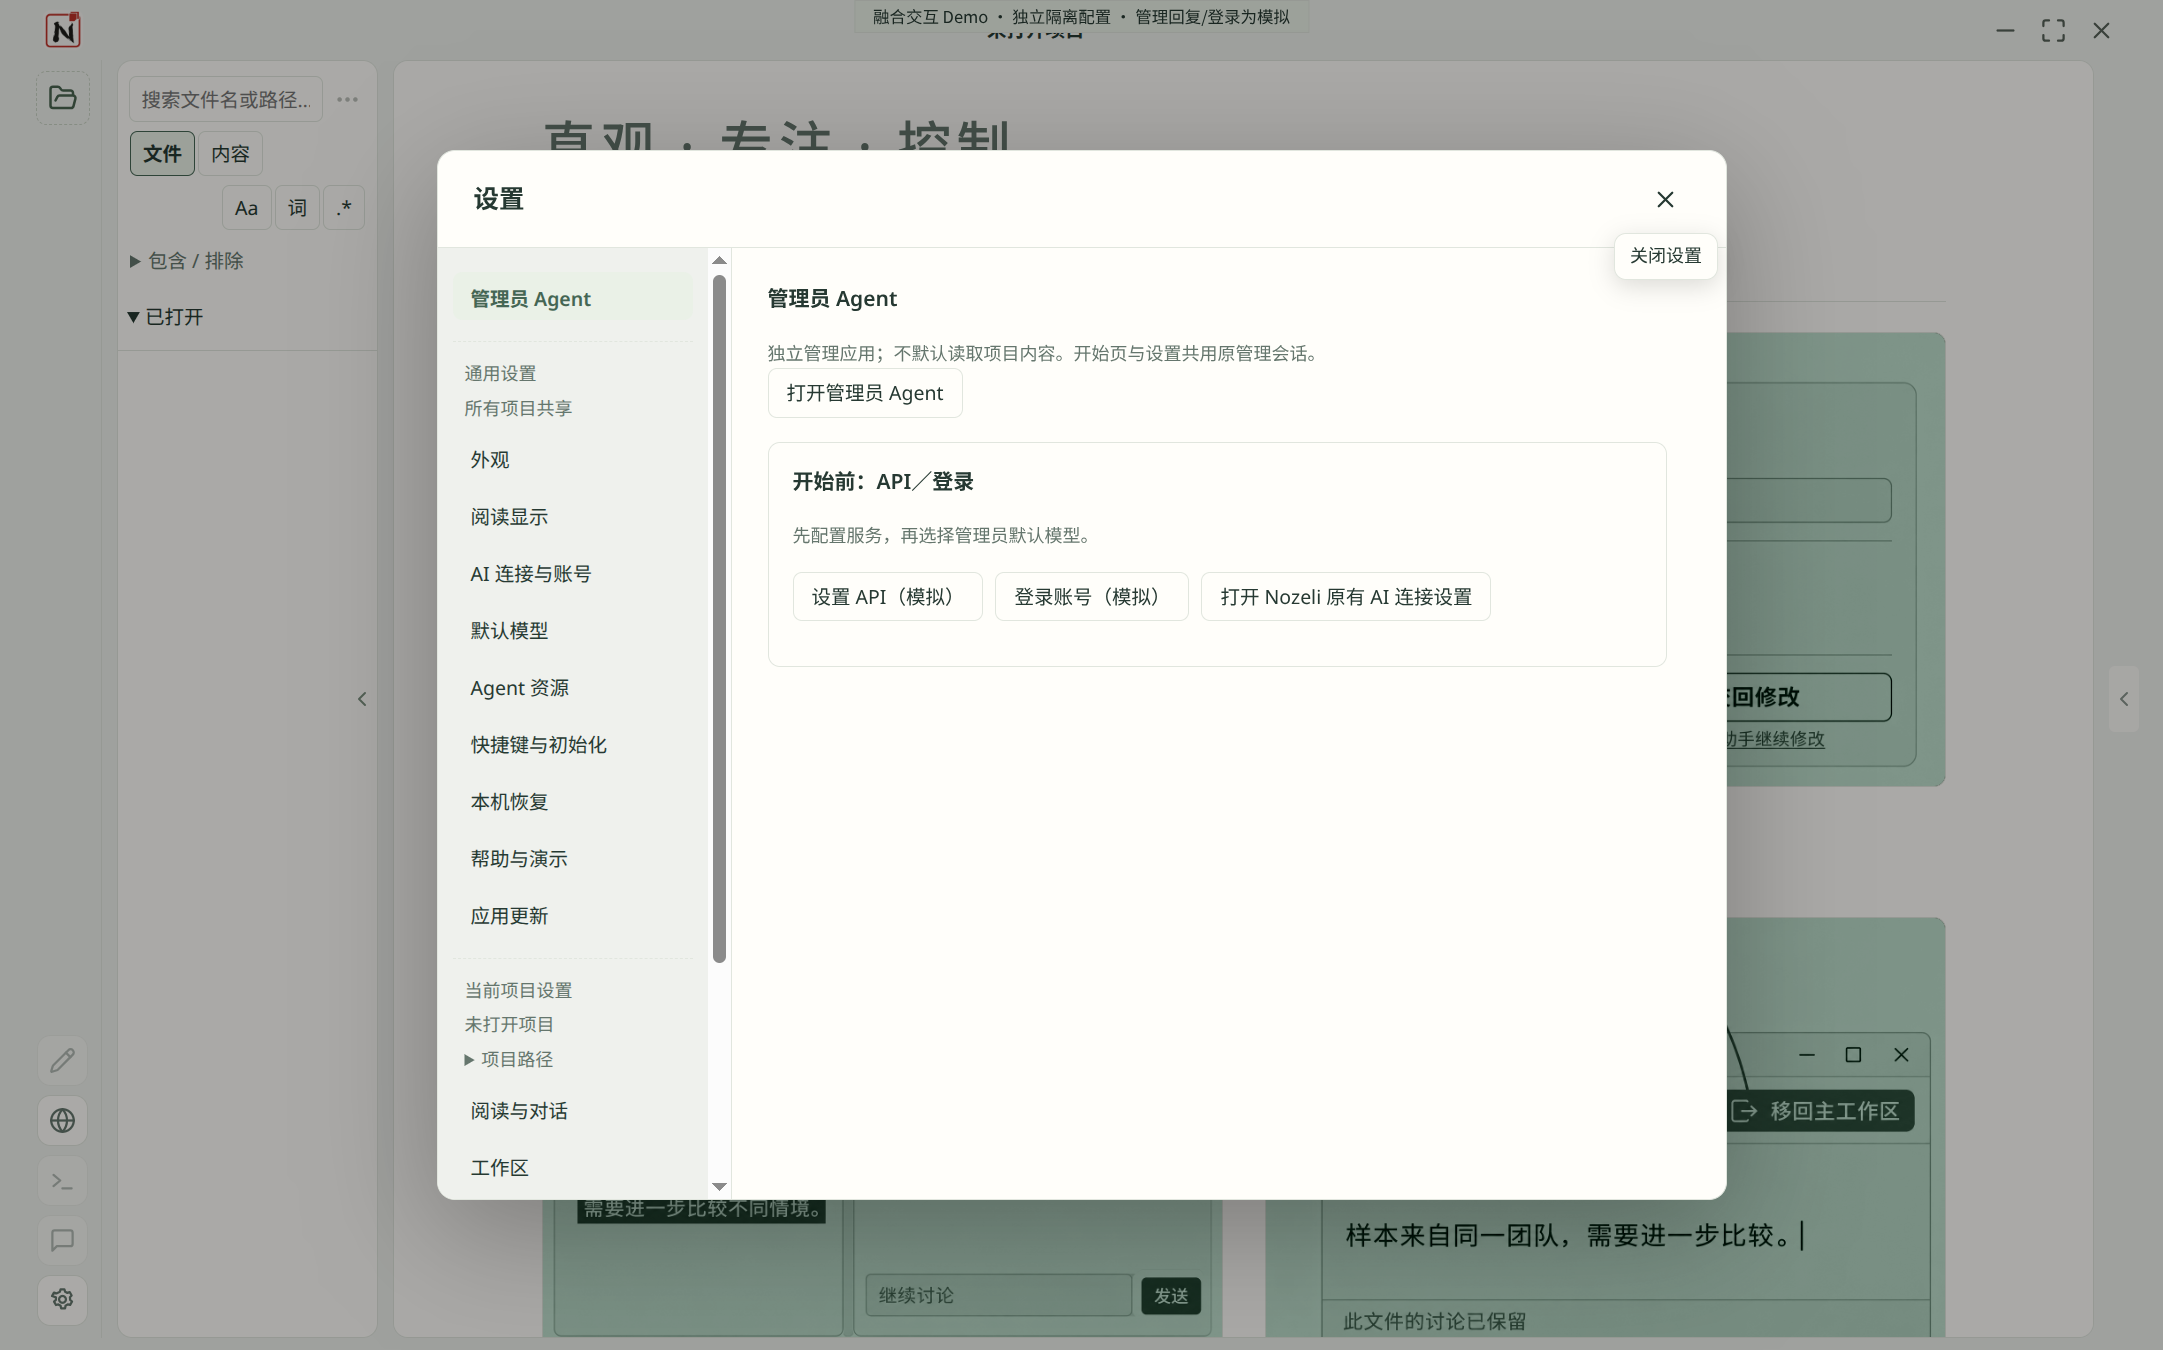 融合交互 Demo · 独立隔离配置 · 管理回复/登录为模拟
未打开项目
搜索文件名或路径...
文件
内容
Aa
词
.*
包含 / 排除
已打开
直观 · 专注 · 控制
设置
关闭设置
管理员 Agent
通用设置
所有项目共享
外观
阅读显示
AI 连接与账号
默认模型
Agent 资源
快捷键与初始化
本机恢复
帮助与演示
应用更新
当前项目设置
未打开项目
项目路径
阅读与对话
工作区
管理员 Agent
独立管理应用；不默认读取项目内容。开始页与设置共用原管理会话。
打开管理员 Agent
开始前：API／登录
先配置服务，再选择管理员默认模型。
设置 API（模拟）
登录账号（模拟）
打开 Nozeli 原有 AI 连接设置
回修改
手继续修改
移回主工作区
需要进一步比较不同情境。
继续讨论
发送
样本来自同一团队，需要进一步比较。
此文件的讨论已保留